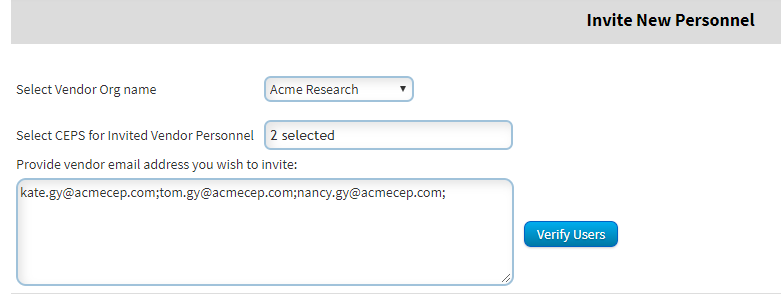 Invite New Personnel
Select Vendor Org name
Acme Research
Select CEPS for Invited Vendor Personnel
2 selected
Provide vendor email address you wish to invite:
kate.gy@acmecep.com;tom.gy@acmecep.com;nancy.gy@acmecep.com;
Verify Users